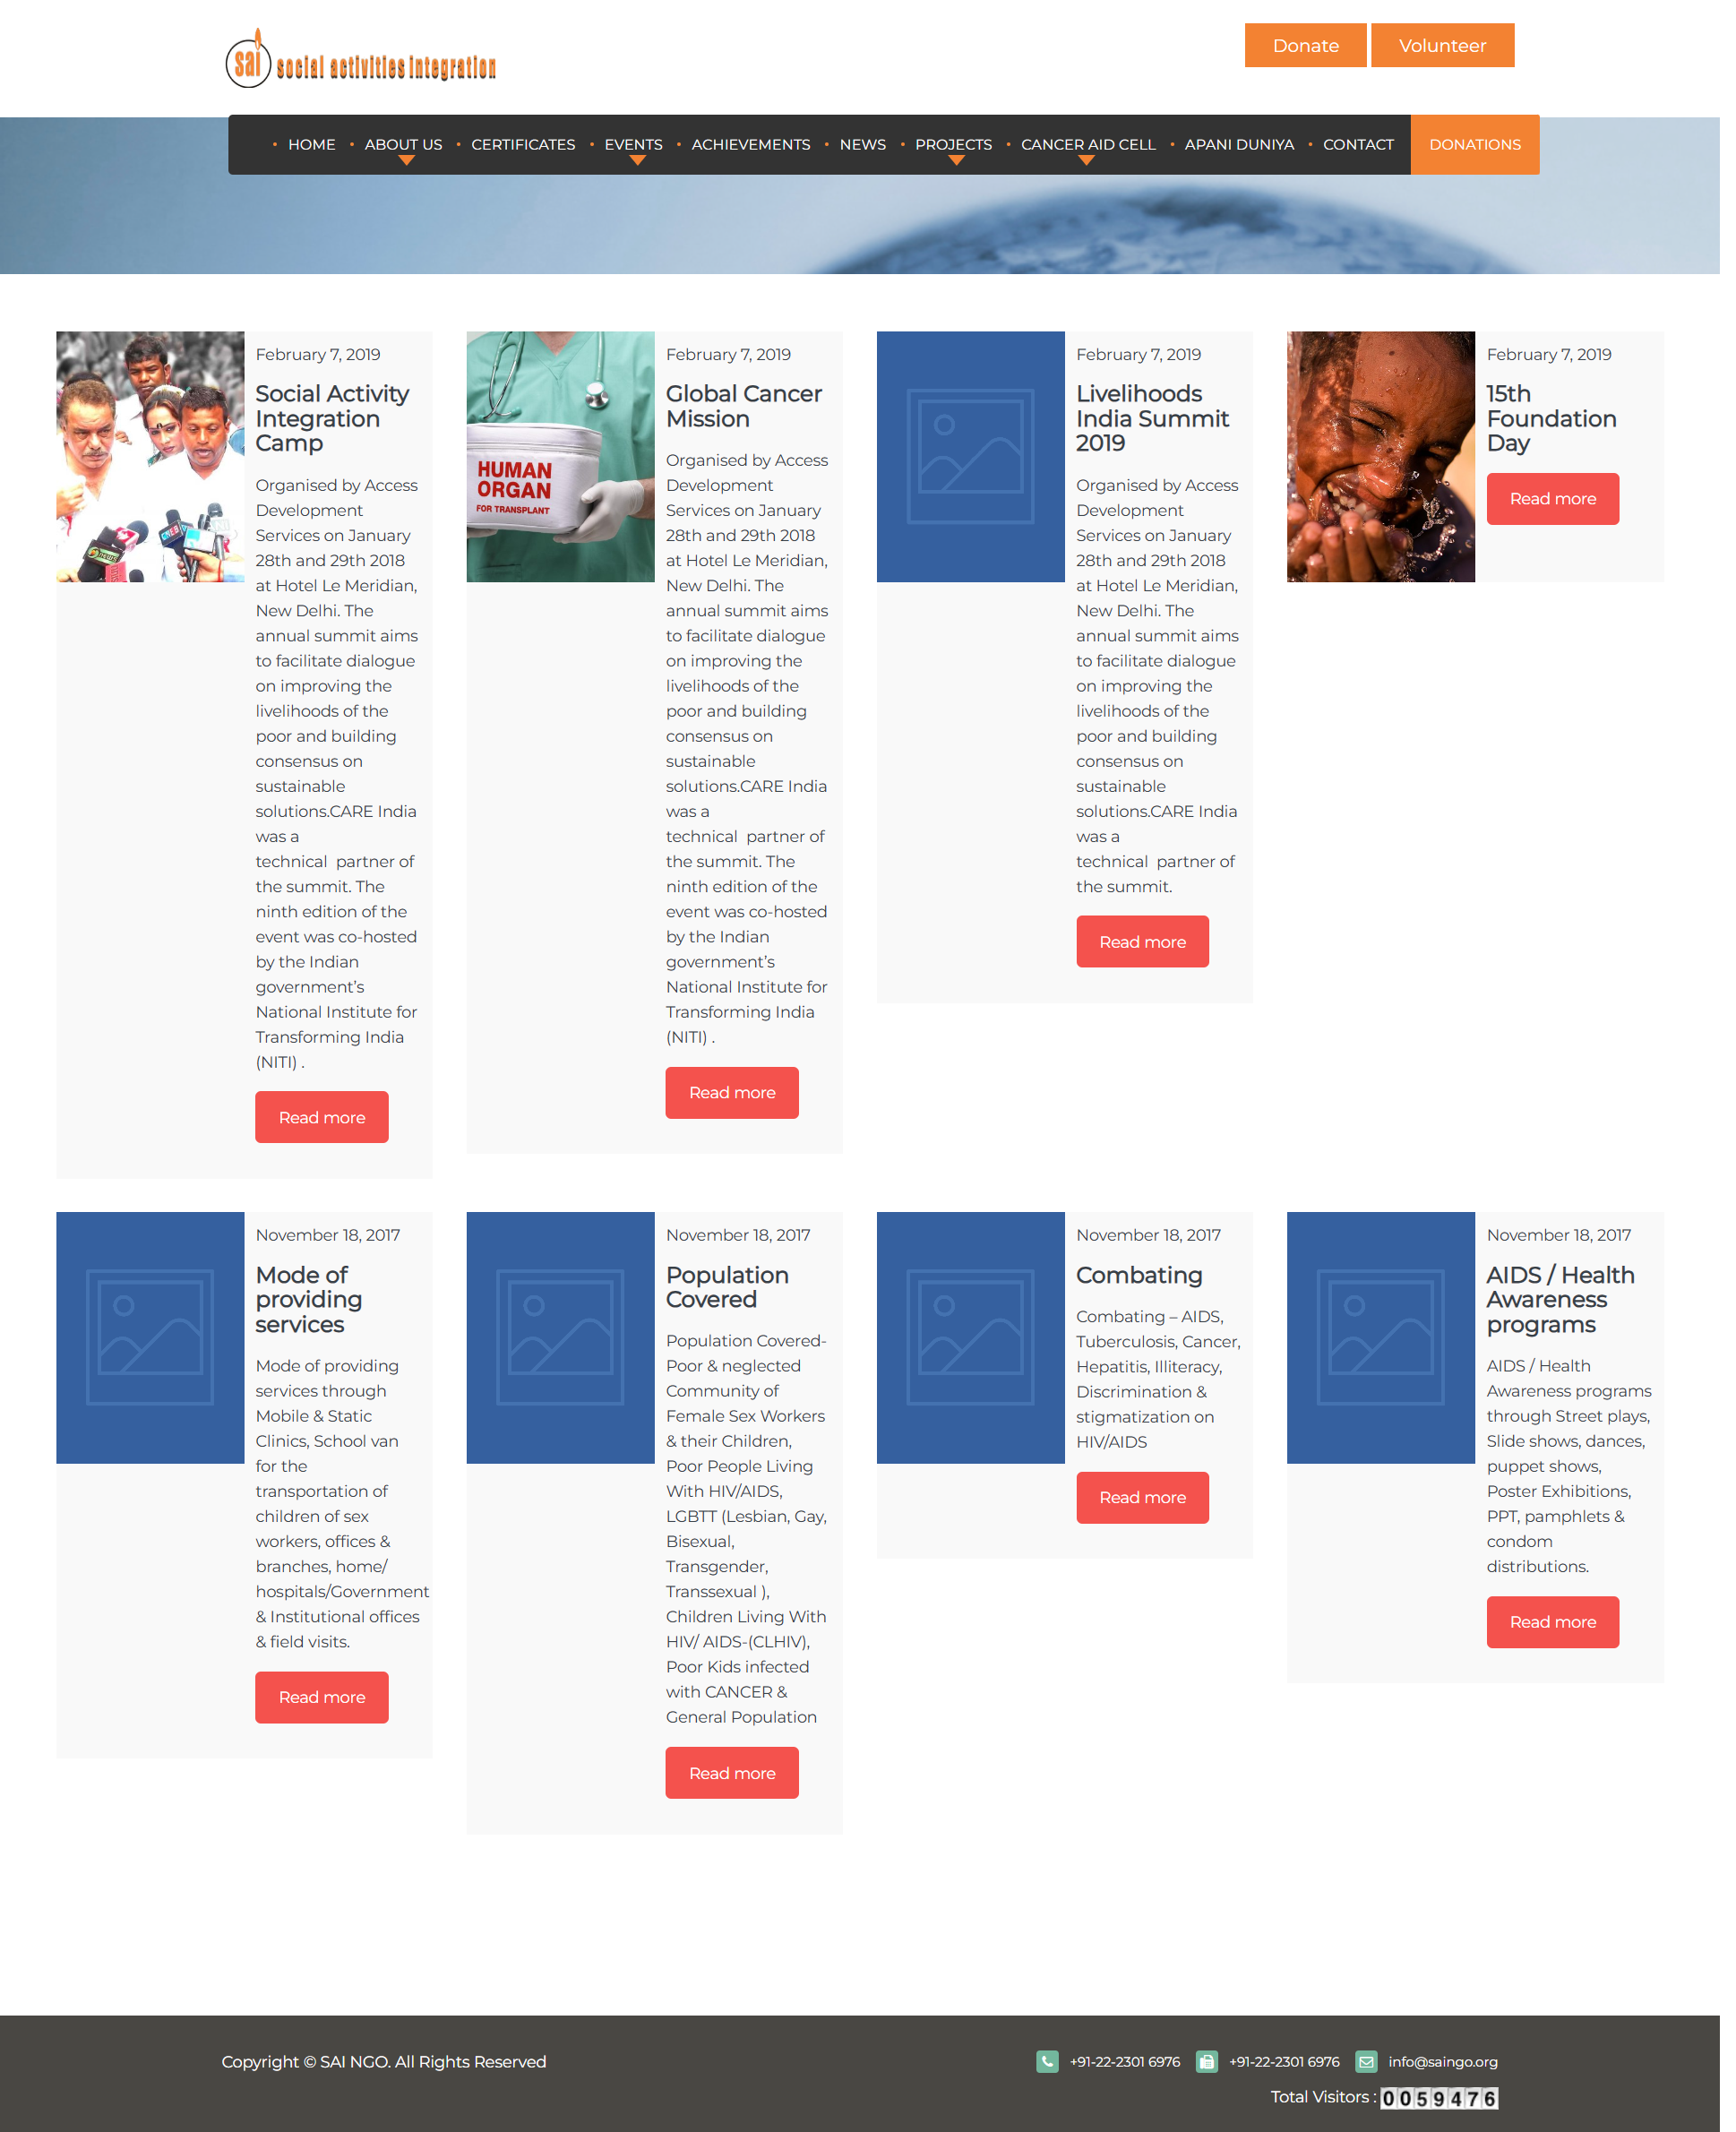 sai social activities integration
Donate
Volunteer
HOME
ABOUT US
CERTIFICATES
EVENTS
ACHIEVEMENTS
NEWS
PROJECTS
CANCER AID CELL
APANI DUNIYA
CONTACT
DONATIONS
February 7, 2019
Social Activity
Integration
Camp
Organised by Access
Development
Services on January
28th and 29th 2018
at Hotel Le Meridian,
New Delhi. The
annual summit aims
to facilitate dialogue
on improving the
livelihoods of the
poor and building
consensus on
sustainable
solutions.CARE India
was a
technical  partner of
the summit. The
ninth edition of the
event was co-hosted
by the Indian
government’s
National Institute for
Transforming India
(NITI) .
Read more
HUMAN
ORGAN
FOR TRANSPLANT
February 7, 2019
Global Cancer
Mission
Organised by Access
Development
Services on January
28th and 29th 2018
at Hotel Le Meridian,
New Delhi. The
annual summit aims
to facilitate dialogue
on improving the
livelihoods of the
poor and building
consensus on
sustainable
solutions.CARE India
was a
technical  partner of
the summit. The
ninth edition of the
event was co-hosted
by the Indian
government’s
National Institute for
Transforming India
(NITI) .
Read more
February 7, 2019
Livelihoods
India Summit
2019
Organised by Access
Development
Services on January
28th and 29th 2018
at Hotel Le Meridian,
New Delhi. The
annual summit aims
to facilitate dialogue
on improving the
livelihoods of the
poor and building
consensus on
sustainable
solutions.CARE India
was a
technical  partner of
the summit.
Read more
February 7, 2019
15th
Foundation
Day
Read more
November 18, 2017
Mode of
providing
services
Mode of providing
services through
Mobile & Static
Clinics, School van
for the
transportation of
children of sex
workers, offices &
branches, home/
hospitals/Government
& Institutional offices
& field visits.
Read more
November 18, 2017
Population
Covered
Population Covered-
Poor & neglected
Community of
Female Sex Workers
& their Children,
Poor People Living
With HIV/AIDS,
LGBTT (Lesbian, Gay,
Bisexual,
Transgender,
Transsexual ),
Children Living With
HIV/ AIDS-(CLHIV),
Poor Kids infected
with CANCER &
General Population
Read more
November 18, 2017
Combating
Combating – AIDS,
Tuberculosis, Cancer,
Hepatitis, Illiteracy,
Discrimination &
stigmatization on
HIV/AIDS
Read more
November 18, 2017
AIDS / Health
Awareness
programs
AIDS / Health
Awareness programs
through Street plays,
Slide shows, dances,
puppet shows,
Poster Exhibitions,
PPT, pamphlets &
condom
distributions.
Read more
Copyright © SAI NGO. All Rights Reserved
+91-22-2301 6976
+91-22-2301 6976
info@saingo.org
Total Visitors : 0059476